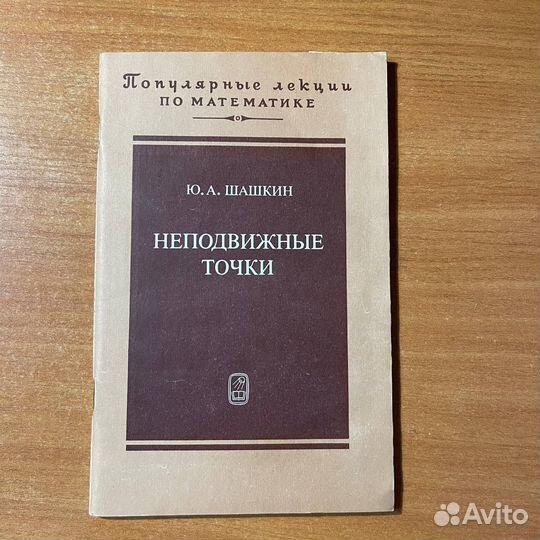 Популярные лекции
ПО МАТЕМАТИКЕ
Ю. А. ШАШКИН
НЕПОДВИЖНЫЕ
ТОЧКИ
Avito